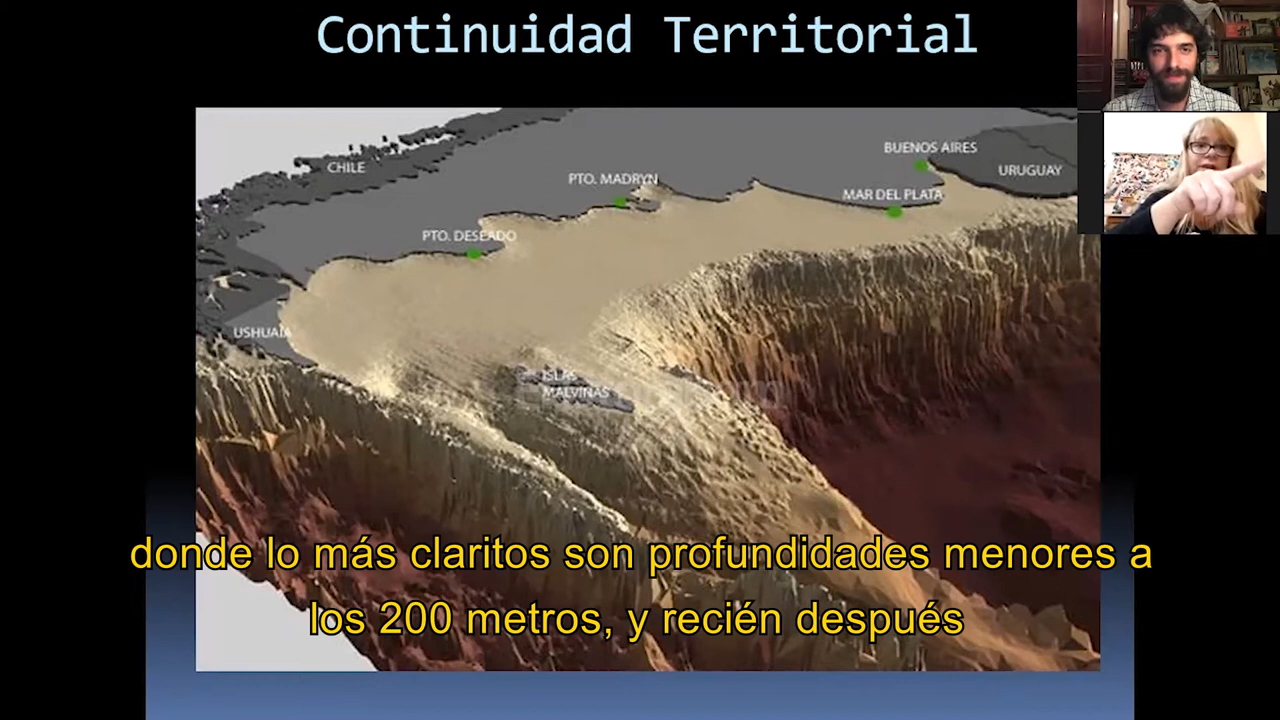 Continuidad Territorial
CHILE
BUENOS AIRES
URUGUAY
PTO. MADRYN
MAR DEL PLATA
PTO. DESEADO
USHUAIA
ISLAS
MALVINAS
donde lo más claritos son profundidades menores a
los 200 metros, y recién después